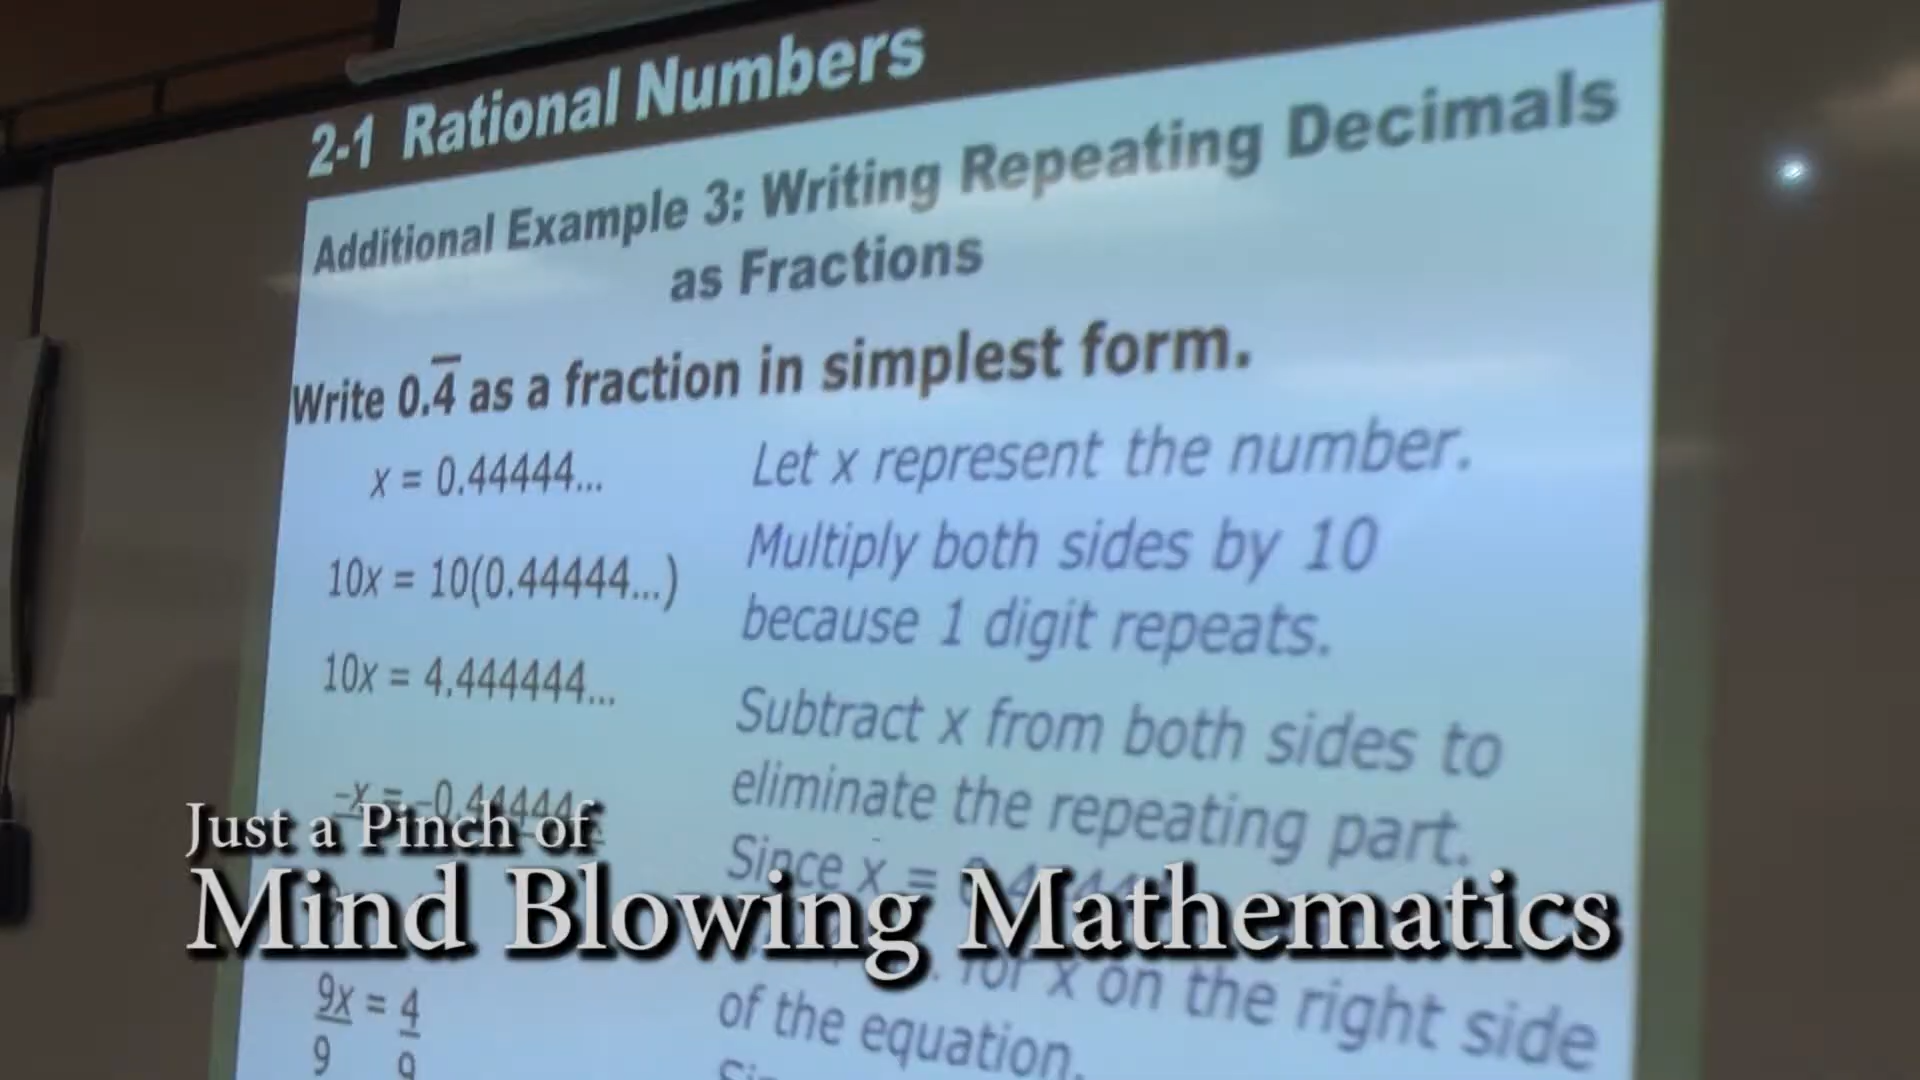 2-1 Rational Numbers
Additional Example 3: Writing Repeating Decimals
as Fractions
Write 0.4̅ as a fraction in simplest form.
x = 0.44444...
Let x represent the number.
10x = 10(0.44444...)
Multiply both sides by 10
because 1 digit repeats.
10x = 4.444444...
Subtract x from both sides to
eliminate the repeating part.
-x = -0.44444
Since x =
Just a Pinch of
Mind Blowing Mathematics
for x on the right side
of the equation.
9x = 4
9 9